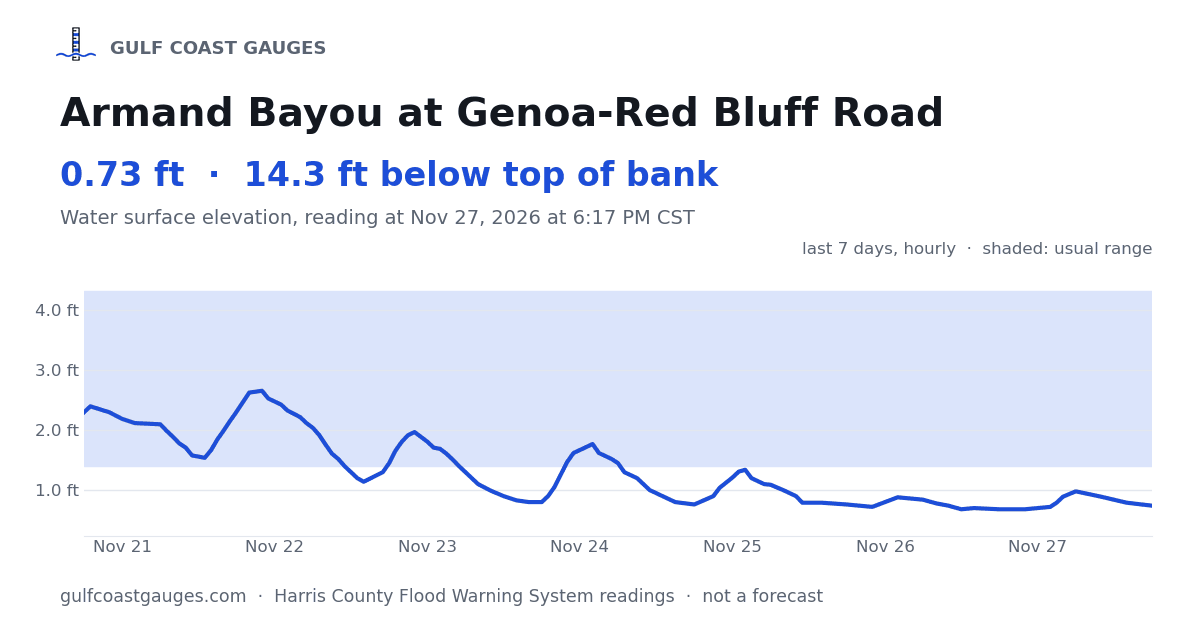 GULF COAST GAUGES
Armand Bayou at Genoa-Red Bluff Road
0.73 ft · 14.3 ft below top of bank
Water surface elevation, reading at Nov 27, 2026 at 6:17 PM CST
last 7 days, hourly · shaded: usual range
4.0 ft
3.0 ft
2.0 ft
1.0 ft
Nov 21 Nov 22 Nov 23 Nov 24 Nov 25 Nov 26 Nov 27
gulfcoastgauges.com · Harris County Flood Warning System readings · not a forecast